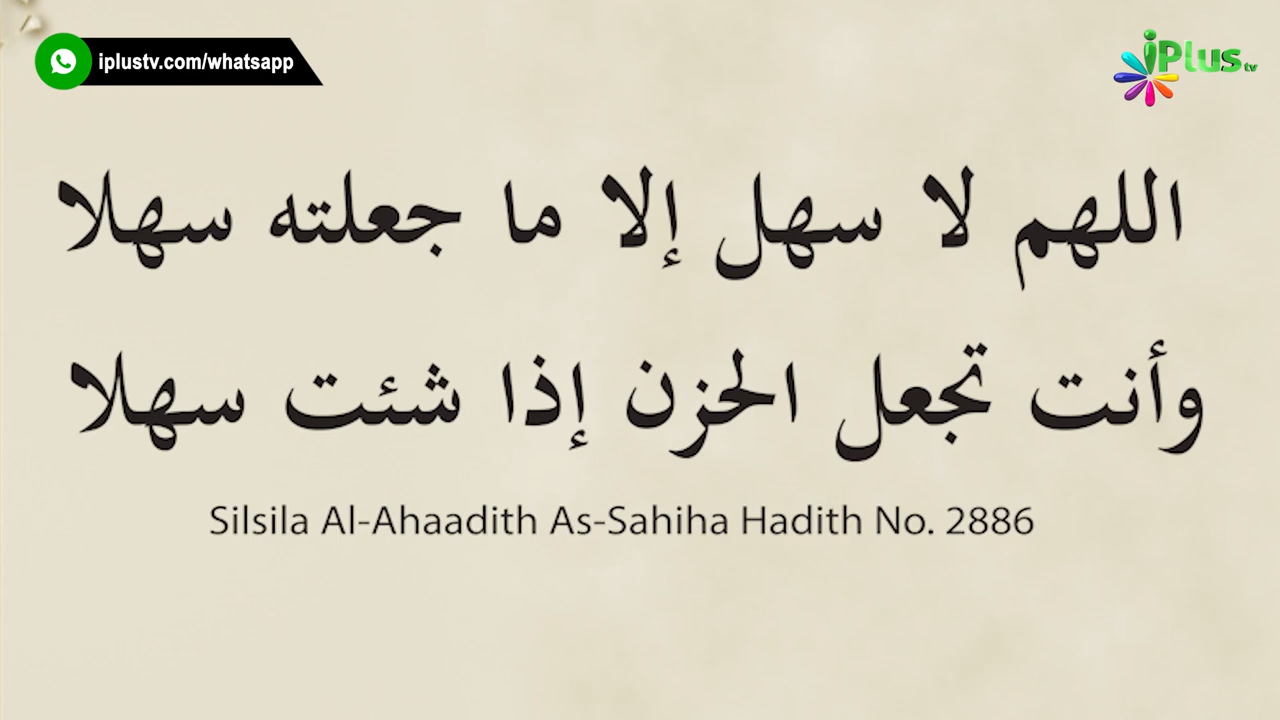 iplustv.com/whatsapp
iPlus tv
اللهم لا سهل إلا ما جعلته سهلا
وأنت تجعل الحزن إذا شئت سهلا
Silsila Al-Ahaadith As-Sahiha Hadith No. 2886